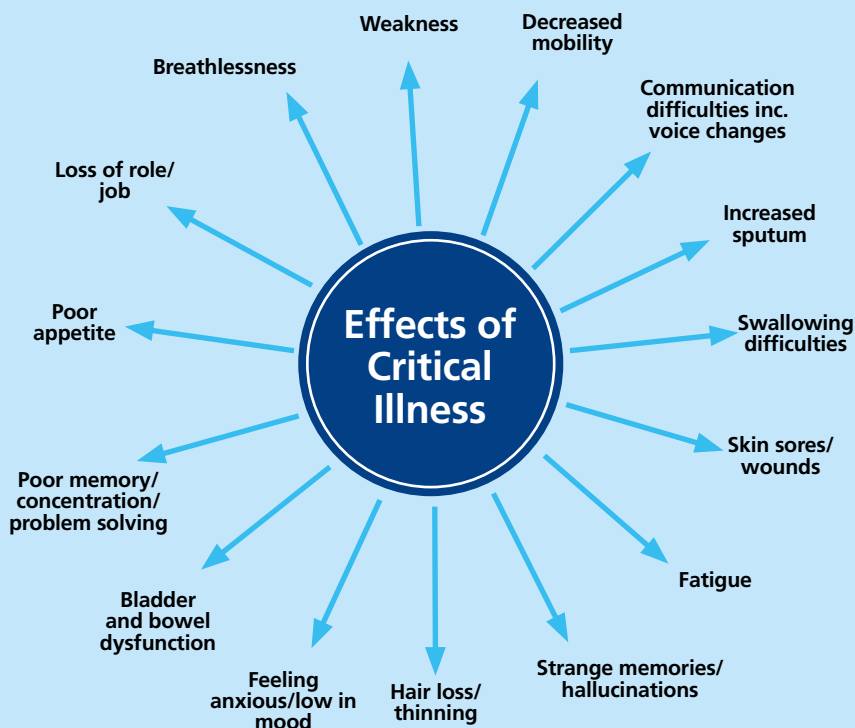 Effects of
Critical
Illness
Weakness
Decreased
mobility
Communication
difficulties inc.
voice changes
Increased
sputum
Swallowing
difficulties
Skin sores/
wounds
Fatigue
Strange memories/
hallucinations
Hair loss/
thinning
Feeling
anxious/low in
mood
Bladder
and bowel
dysfunction
Poor memory/
concentration/
problem solving
Poor
appetite
Loss of role/
job
Breathlessness